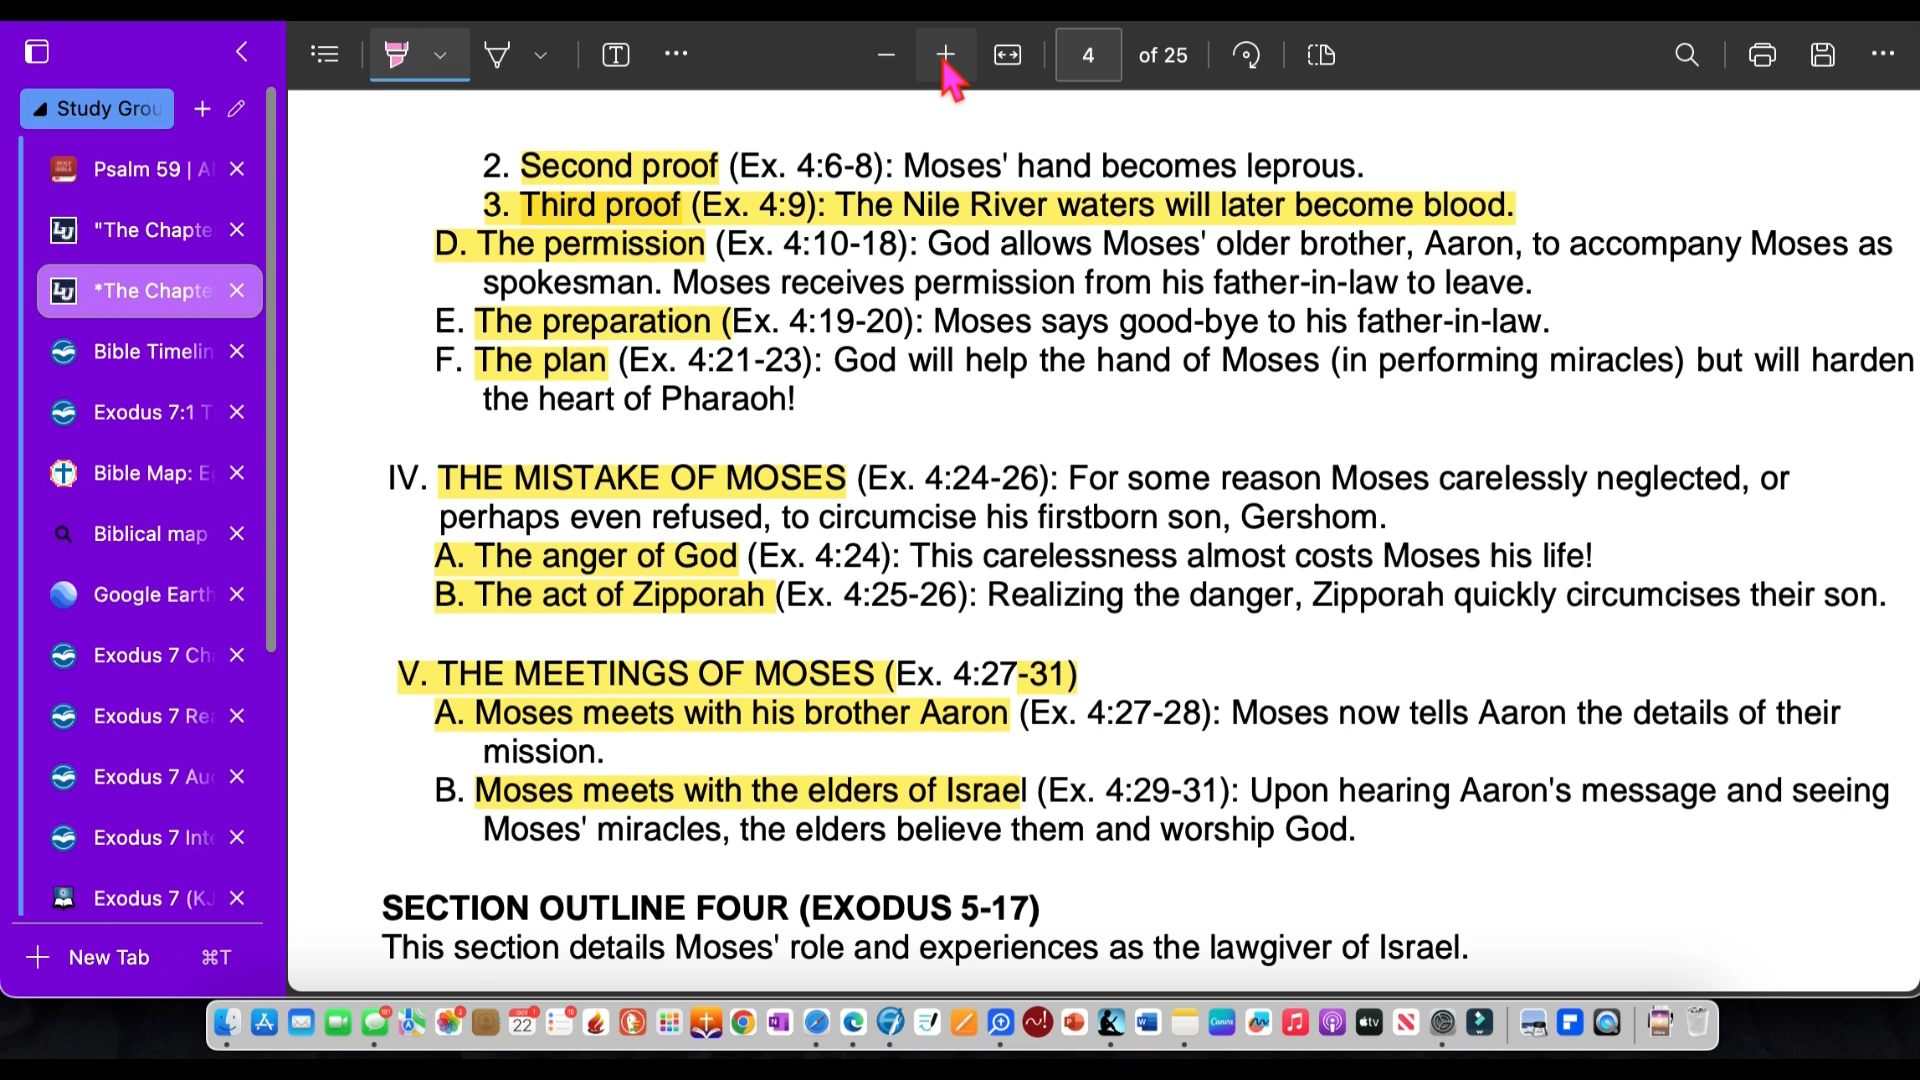 4
of 25
Study Grou
Psalm 59 | A
"The Chapte
*The Chapte
Bible Timelin
Exodus 7:1 T
Bible Map: E
Biblical map
Google Earth
Exodus 7 Ch
Exodus 7 Re
Exodus 7 Au
Exodus 7 Int
Exodus 7 (K
New Tab
⌘T
2. Second proof (Ex. 4:6-8): Moses' hand becomes leprous.
3. Third proof (Ex. 4:9): The Nile River waters will later become blood.
D. The permission (Ex. 4:10-18): God allows Moses' older brother, Aaron, to accompany Moses as
spokesman. Moses receives permission from his father-in-law to leave.
E. The preparation (Ex. 4:19-20): Moses says good-bye to his father-in-law.
F. The plan (Ex. 4:21-23): God will help the hand of Moses (in performing miracles) but will harden
the heart of Pharaoh!
IV. THE MISTAKE OF MOSES (Ex. 4:24-26): For some reason Moses carelessly neglected, or
perhaps even refused, to circumcise his firstborn son, Gershom.
A. The anger of God (Ex. 4:24): This carelessness almost costs Moses his life!
B. The act of Zipporah (Ex. 4:25-26): Realizing the danger, Zipporah quickly circumcises their son.
V. THE MEETINGS OF MOSES (Ex. 4:27-31)
A. Moses meets with his brother Aaron (Ex. 4:27-28): Moses now tells Aaron the details of their
mission.
B. Moses meets with the elders of Israel (Ex. 4:29-31): Upon hearing Aaron's message and seeing
Moses' miracles, the elders believe them and worship God.
SECTION OUTLINE FOUR (EXODUS 5-17)
This section details Moses' role and experiences as the lawgiver of Israel.
OCT
22
Canva
tv